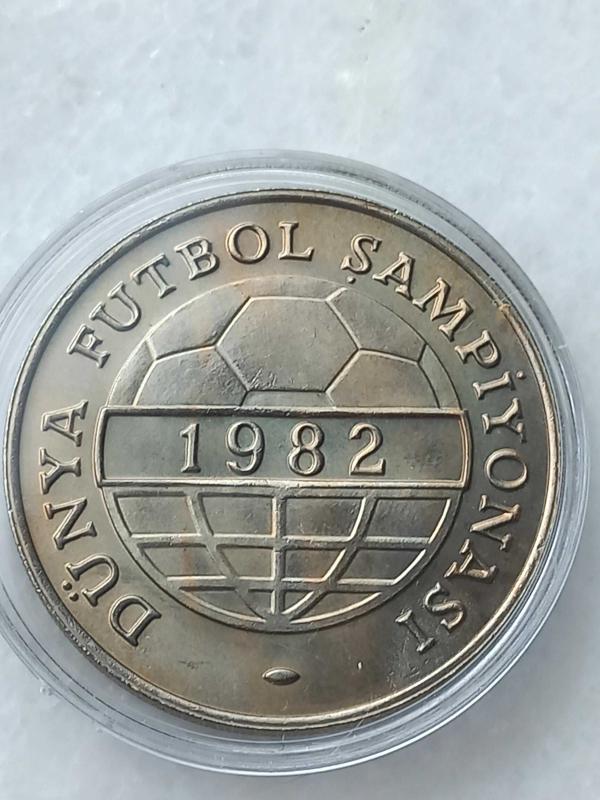 DÜNYA FUTBOL ŞAMPİYONASI
1982